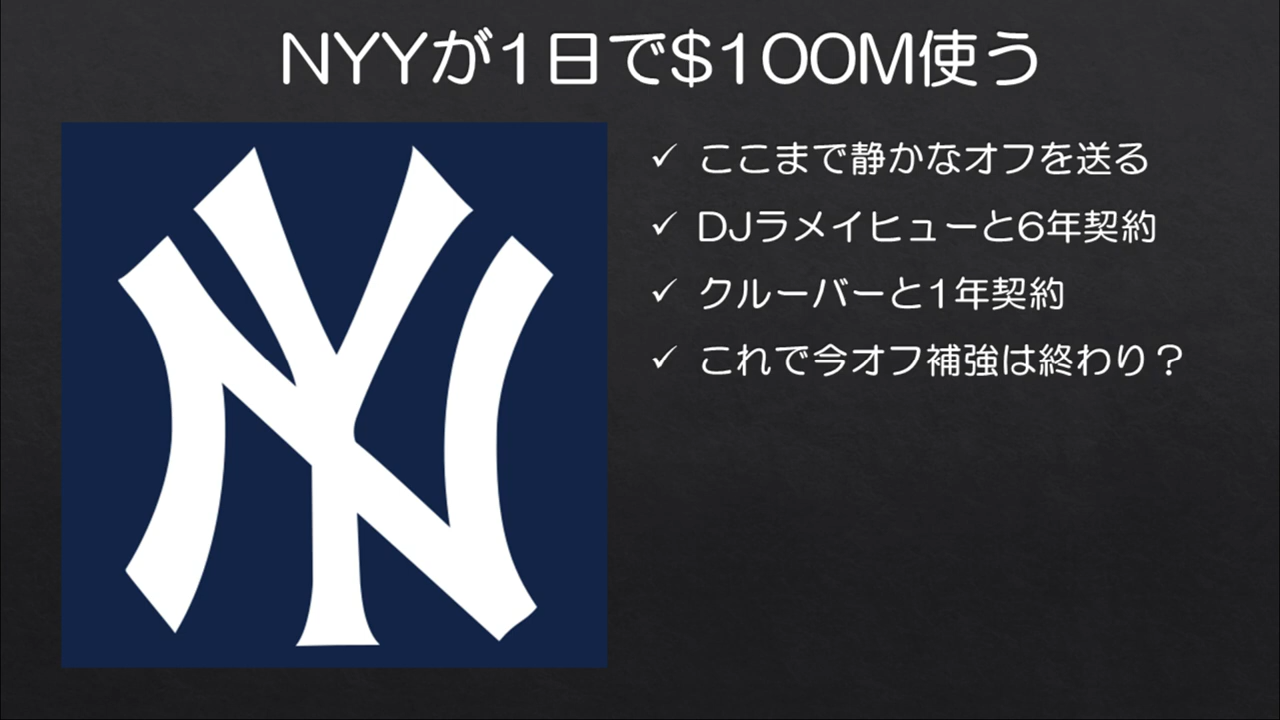 NYYが1日で$100M使う
✓ ここまで静かなオフを送る
✓ DJラメイヒューと6年契約
✓ クルーバーと1年契約
✓ これで今オフ補強は終わり？
NY